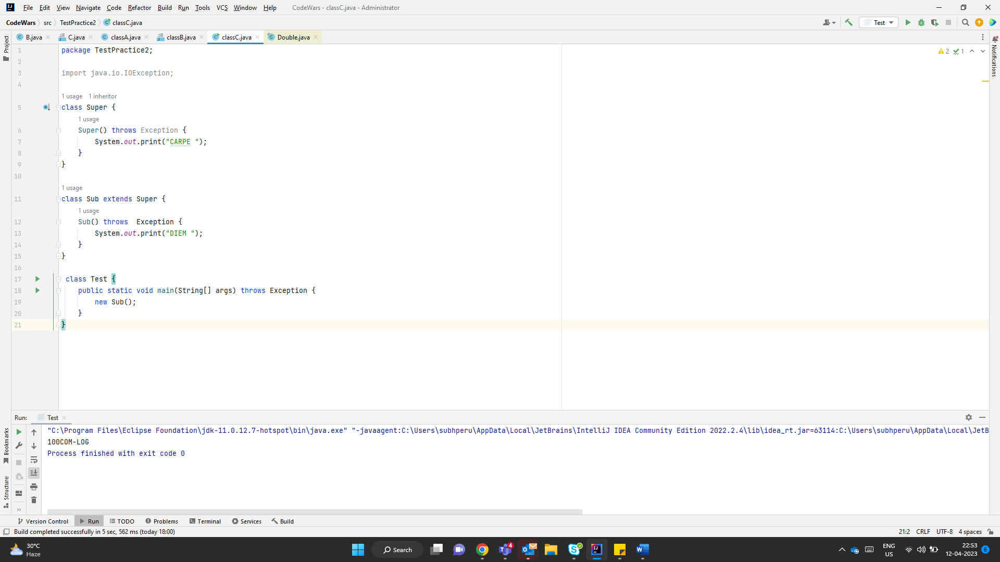 File Edit View Navigate Code Refactor Build Run Tools VCS Window Help CodeWars - classC.java - Administrator
CodeWars src TestPractice2 classC.java Test
B.java C.java classA.java classB.java classC.java Double.java
Project
Notifications
2 1
1 package TestPractice2;
2
3 import java.io.IOException;
4
1 usage 1 inheritor
5 class Super {
1 usage
6 Super() throws Exception {
7 System.out.print("CARPE ");
8 }
9 }
10
1 usage
11 class Sub extends Super {
1 usage
12 Sub() throws  Exception {
13 System.out.print("DIEM ");
14 }
15 }
16
17 class Test {
18 public static void main(String[] args) throws Exception {
19 new Sub();
20 }
21 }
Run: Test
"C:\Program Files\Eclipse Foundation\jdk-11.0.12.7-hotspot\bin\java.exe" "-javaagent:C:\Users\subhperu\AppData\Local\JetBrains\IntelliJ IDEA Community Edition 2022.2.4\lib\idea_rt.jar=63114:C:\Users\subhperu\AppData\Local\JetB
100COM-LOG
Process finished with exit code 0
Bookmarks
Structure
Version Control Run TODO Problems Terminal Services Build
Build completed successfully in 5 sec, 562 ms (today 18:00) 21:2 CRLF UTF-8 4 spaces
30°C
Haze
Search
4
ENG
US
22:53
12-04-2023
6